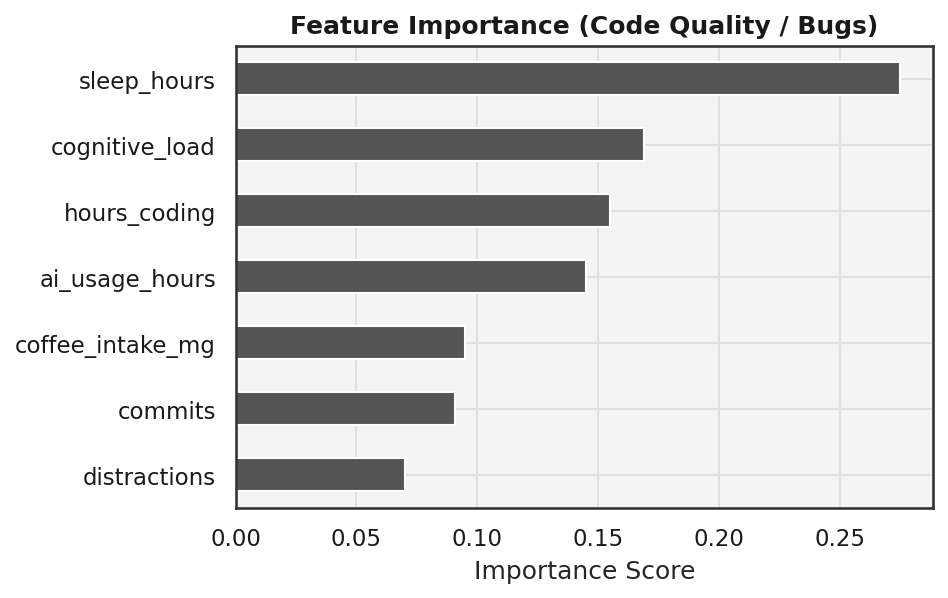 Feature Importance (Code Quality / Bugs)
sleep_hours
cognitive_load
hours_coding
ai_usage_hours
coffee_intake_mg
commits
distractions
0.00 0.05 0.10 0.15 0.20 0.25
Importance Score